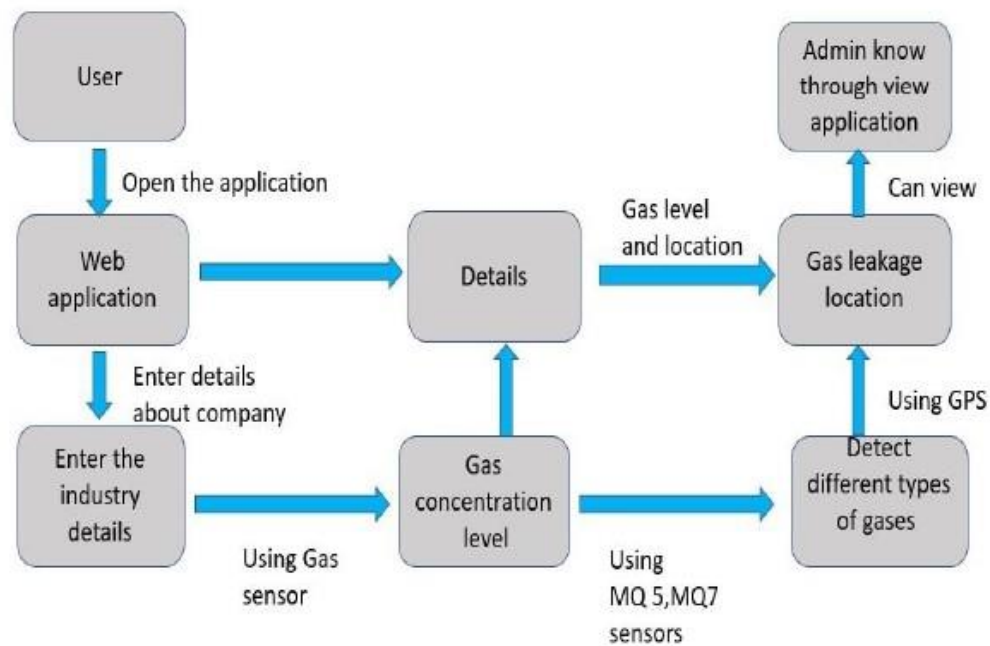 User
Admin know
through view
application
Open the application
Can view
Web
application
Details
Gas level
and location
Gas leakage
location
Enter details
about company
Using GPS
Enter the
industry
details
Gas
concentration
level
Detect
different types
of gases
Using Gas
sensor
Using
MQ 5,MQ7
sensors